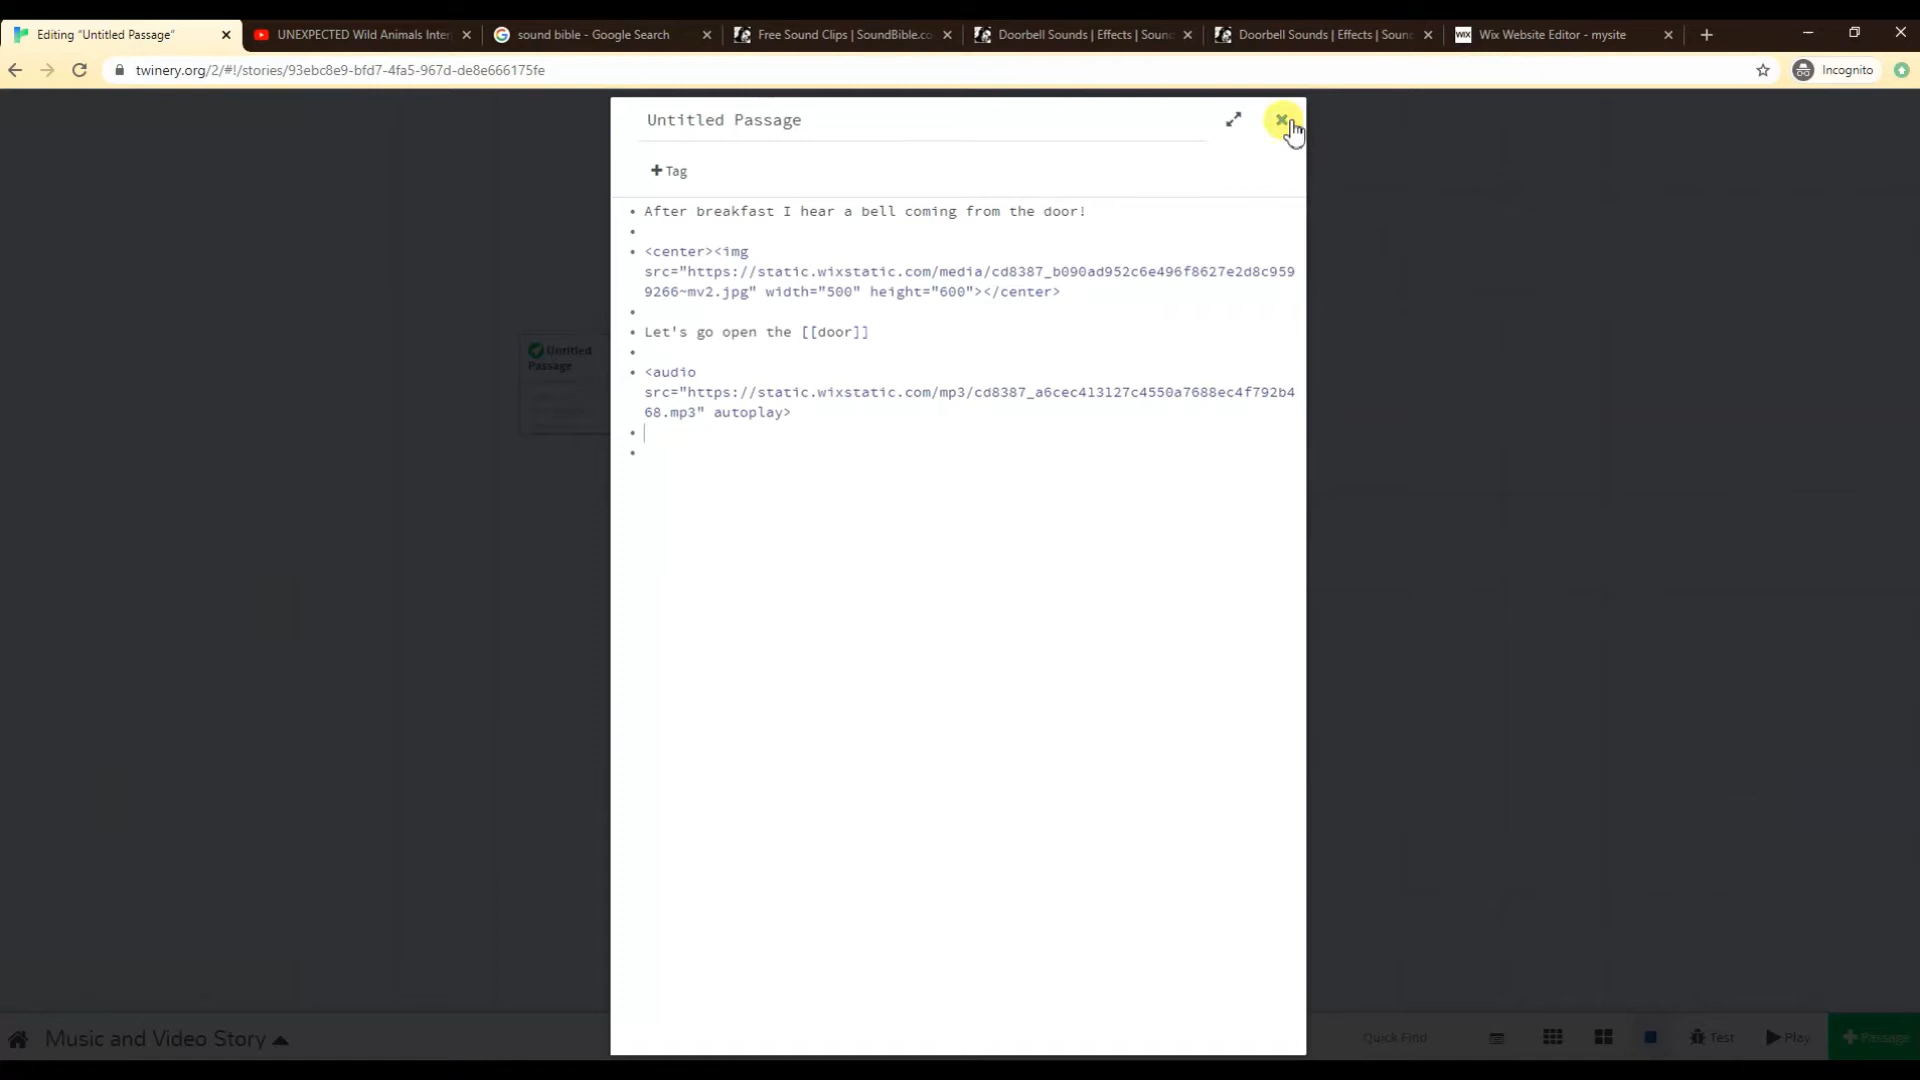 Editing "Untitled Passage"
UNEXPECTED Wild Animals Inter
sound bible - Google Search
Free Sound Clips | SoundBible.co
Doorbell Sounds | Effects | Soun
Doorbell Sounds | Effects | Soun
WIX Wix Website Editor - mysite
twinery.org/2/#!/stories/93ebc8e9-bfd7-4fa5-967d-de8e666175fe
Incognito
Untitled Passage
+ Tag
After breakfast I hear a bell coming from the door!
<center><img
src="https://static.wixstatic.com/media/cd8387_b090ad952c6e496f8627e2d8c959
9266~mv2.jpg" width="500" height="600"></center>
Let's go open the [[door]]
<audio
src="https://static.wixstatic.com/mp3/cd8387_a6cec413127c4550a7688ec4f792b4
68.mp3" autoplay>
Untitled
Passage
Music and Video Story
Quick Find
Test
Play
+ Passage